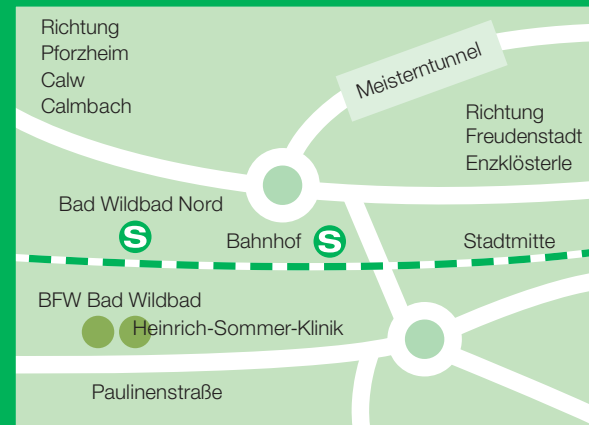 Richtung
Pforzheim
Calw
Calmbach
Meisterntunnel
Richtung
Freudenstadt
Enzklösterle
Bad Wildbad Nord
S
Bahnhof
S
Stadtmitte
BFW Bad Wildbad
Heinrich-Sommer-Klinik
Paulinenstraße